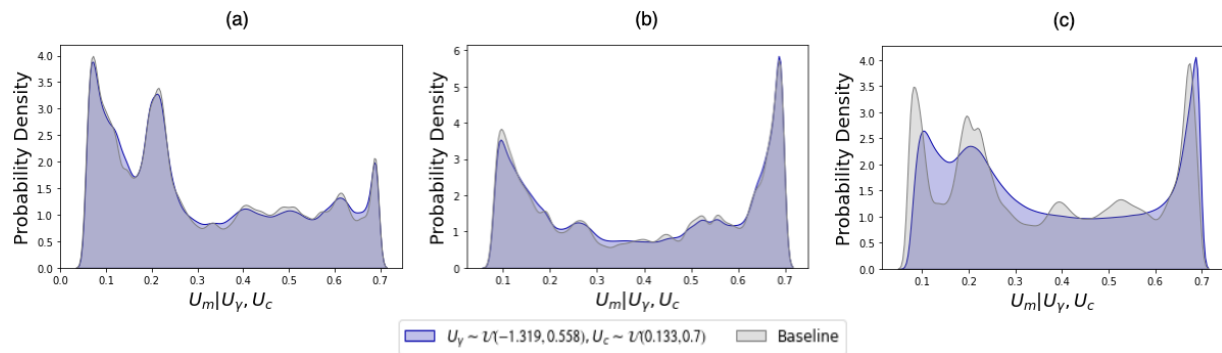 (a)
(b)
(c)
Probability Density
4.0
3.5
3.0
2.5
2.0
1.5
1.0
0.5
0.0
0.0 0.1 0.2 0.3 0.4 0.5 0.6 0.7
U_m|U_γ, U_c
Probability Density
6
5
4
3
2
1
0
0.1 0.2 0.3 0.4 0.5 0.6 0.7
U_m|U_γ, U_c
Probability Density
4.0
3.5
3.0
2.5
2.0
1.5
1.0
0.5
0.0
0.1 0.2 0.3 0.4 0.5 0.6 0.7
U_m|U_γ, U_c
U_γ ~ 𝒰(−1.319, 0.558), U_c ~ 𝒰(0.133, 0.7)
Baseline